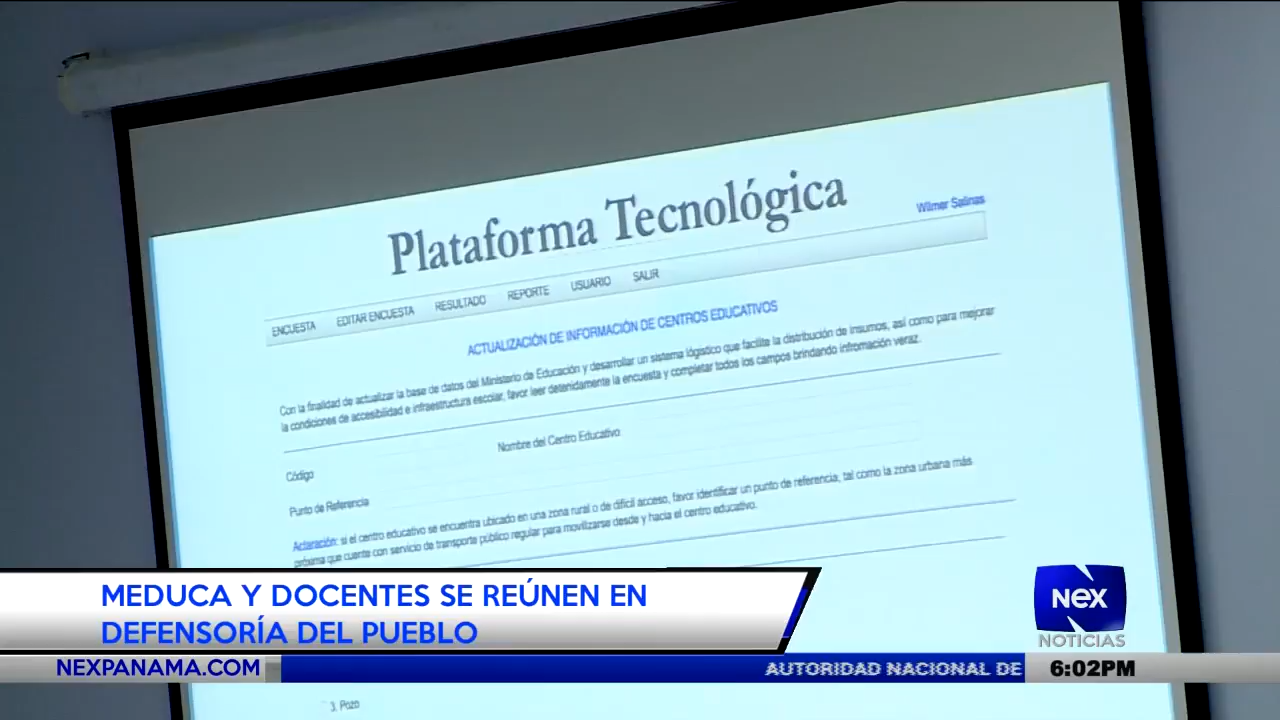 Plataforma Tecnológica
Wilmer Salinas
ENCUESTA EDITAR ENCUESTA RESULTADO REPORTE USUARIO SALIR
ACTUALIZACIÓN DE INFORMACIÓN DE CENTROS EDUCATIVOS
Con la finalidad de actualizar la base de datos del Ministerio de Educación y desarrollar un sistema lógistico que facilite la distribución de insumos, así como para mejorar
la condiciones de accesibilidad e infraestructura escolar, favor leer detenidamente la encuesta y completar todos los campos brindando infromación veraz.
Código Nombre del Centro Educativo
Punto de Referencia
Aclaración: si el centro educativo se encuentra ubicado en una zona rural o de difícil acceso, favor identificar un punto de referencia, tal como la zona urbana más
próxima que cuente con servicio de transporte público regular para movilizarse desde y hacia el centro educativo.
MEDUCA Y DOCENTES SE REÚNEN EN
DEFENSORÍA DEL PUEBLO
NEX
NOTICIAS
NEXPANAMA.COM AUTORIDAD NACIONAL DE 6:02PM
3. Pozo